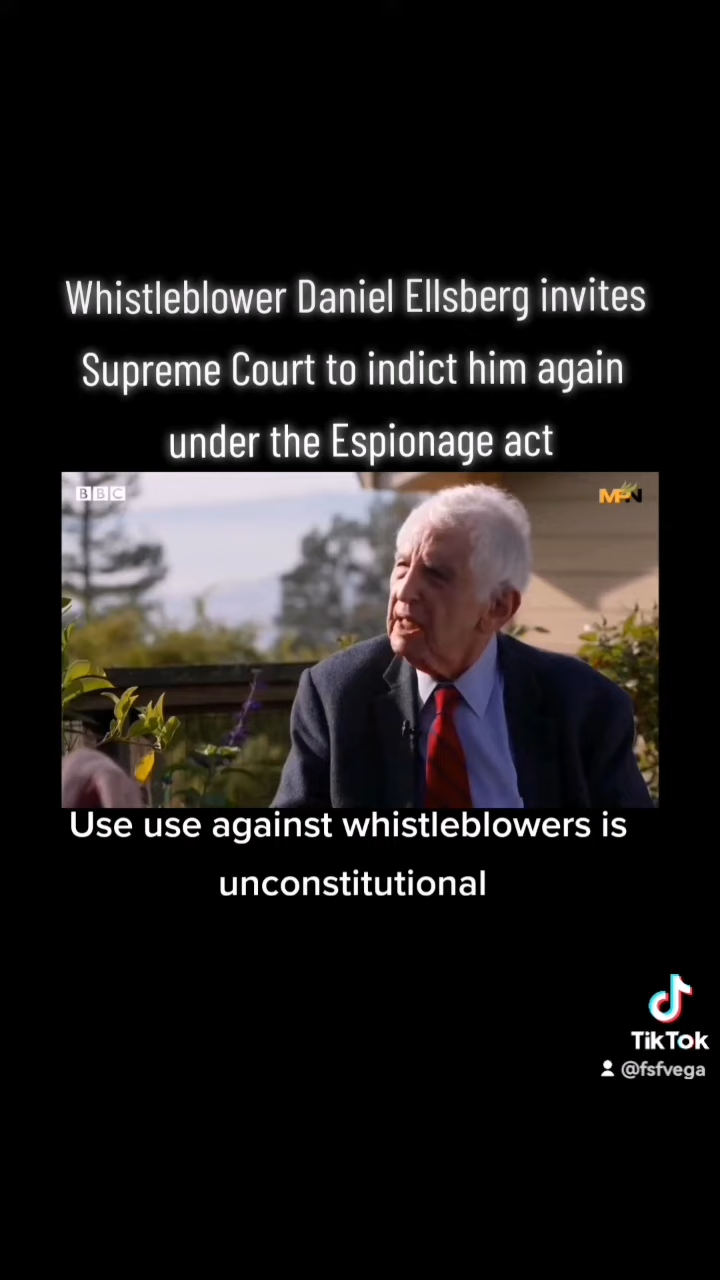 Whistleblower Daniel Ellsberg invites
Supreme Court to indict him again
under the Espionage act
BBC
MPN
Use use against whistleblowers is
unconstitutional
TikTok
@fsfvega